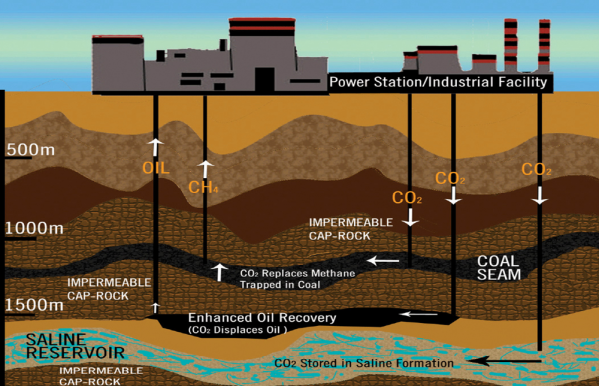 Power Station/Industrial Facility
500m
OIL
CH₄
CO₂
CO₂
CO₂
IMPERMEABLE
CAP-ROCK
1000m
COAL
SEAM
CO₂ Replaces Methane
Trapped in Coal
IMPERMEABLE
CAP-ROCK
1500m
Enhanced Oil Recovery
(CO₂ Displaces Oil )
SALINE
RESERVOIR
CO₂ Stored in Saline Formation
IMPERMEABLE
CAP-ROCK